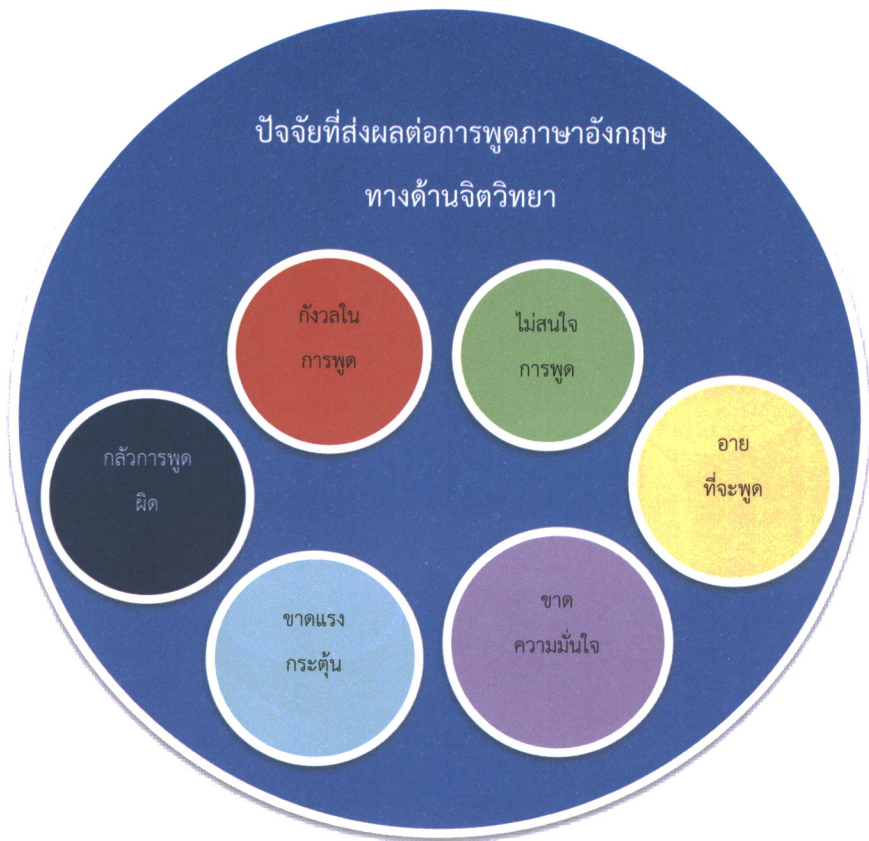 ปัจจัยที่ส่งผลต่อการพูดภาษาอังกฤษ
ทางด้านจิตวิทยา
กังวลใน
การพูด
ไม่สนใจ
การพูด
กลัวการพูด
ผิด
อาย
ที่จะพูด
ขาดแรง
กระตุ้น
ขาด
ความมั่นใจ